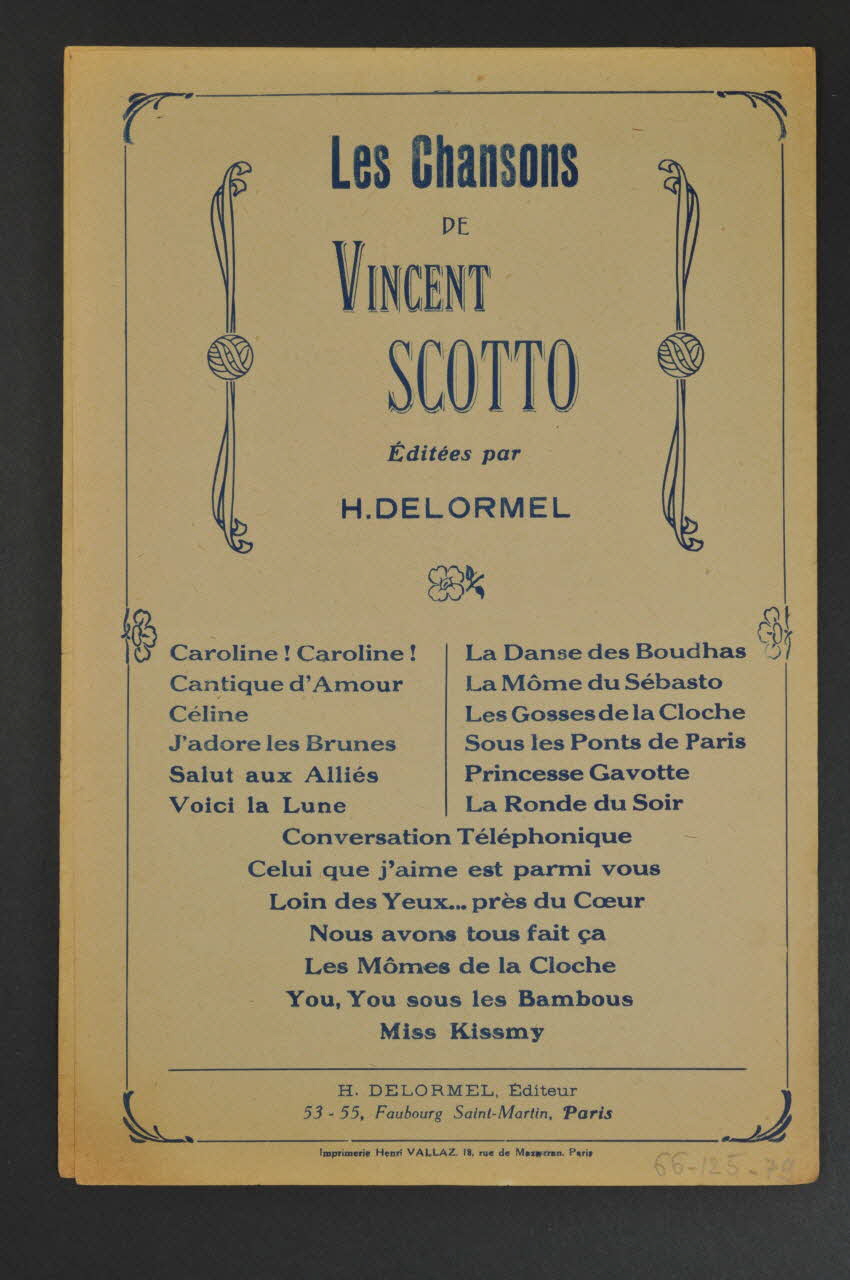 Les Chansons
DE
VINCENT
SCOTTO
Éditées par
H. DELORMEL
Caroline ! Caroline !
Cantique d'Amour
Céline
J'adore les Brunes
Salut aux Alliés
Voici la Lune
La Danse des Boudhas
La Môme du Sébasto
Les Gosses de la Cloche
Sous les Ponts de Paris
Princesse Gavotte
La Ronde du Soir
Conversation Téléphonique
Celui que j'aime est parmi vous
Loin des Yeux... près du Cœur
Nous avons tous fait ça
Les Mômes de la Cloche
You, You sous les Bambous
Miss Kissmy
H. DELORMEL, Éditeur
53 - 55, Faubourg Saint-Martin, Paris
Imprimerie Henri VALLAZ. 18, rue de Mazagran. Paris
66-125-79